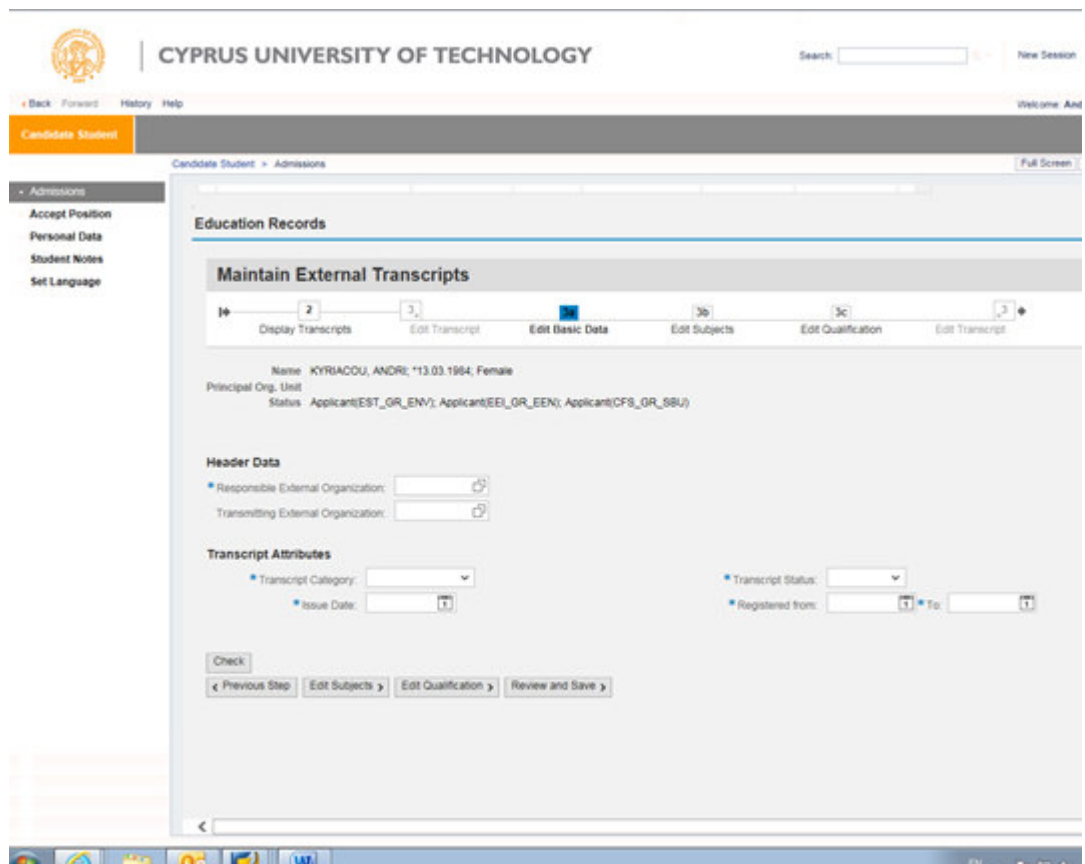 CYPRUS UNIVERSITY OF TECHNOLOGY
Search:
New Session
Back Forward History Help
Welcome: And
Candidate Student
Candidate Student > Admissions
Full Screen
Admissions
Accept Position
Personal Data
Student Notes
Set Language
Education Records
Maintain External Transcripts
2 3. 3a 3b 3c .3
Display Transcripts Edit Transcript Edit Basic Data Edit Subjects Edit Qualification Edit Transcript
Name KYRIACOU, ANDRI; *13.03.1984; Female
Principal Org. Unit
Status Applicant(EST_GR_ENV); Applicant(EEI_GR_EEN); Applicant(CFS_GR_SBU)
Header Data
* Responsible External Organization:
Transmitting External Organization:
Transcript Attributes
* Transcript Category: * Transcript Status:
* Issue Date: * Registered from: * To:
Check
Previous Step Edit Subjects Edit Qualification Review and Save
EN